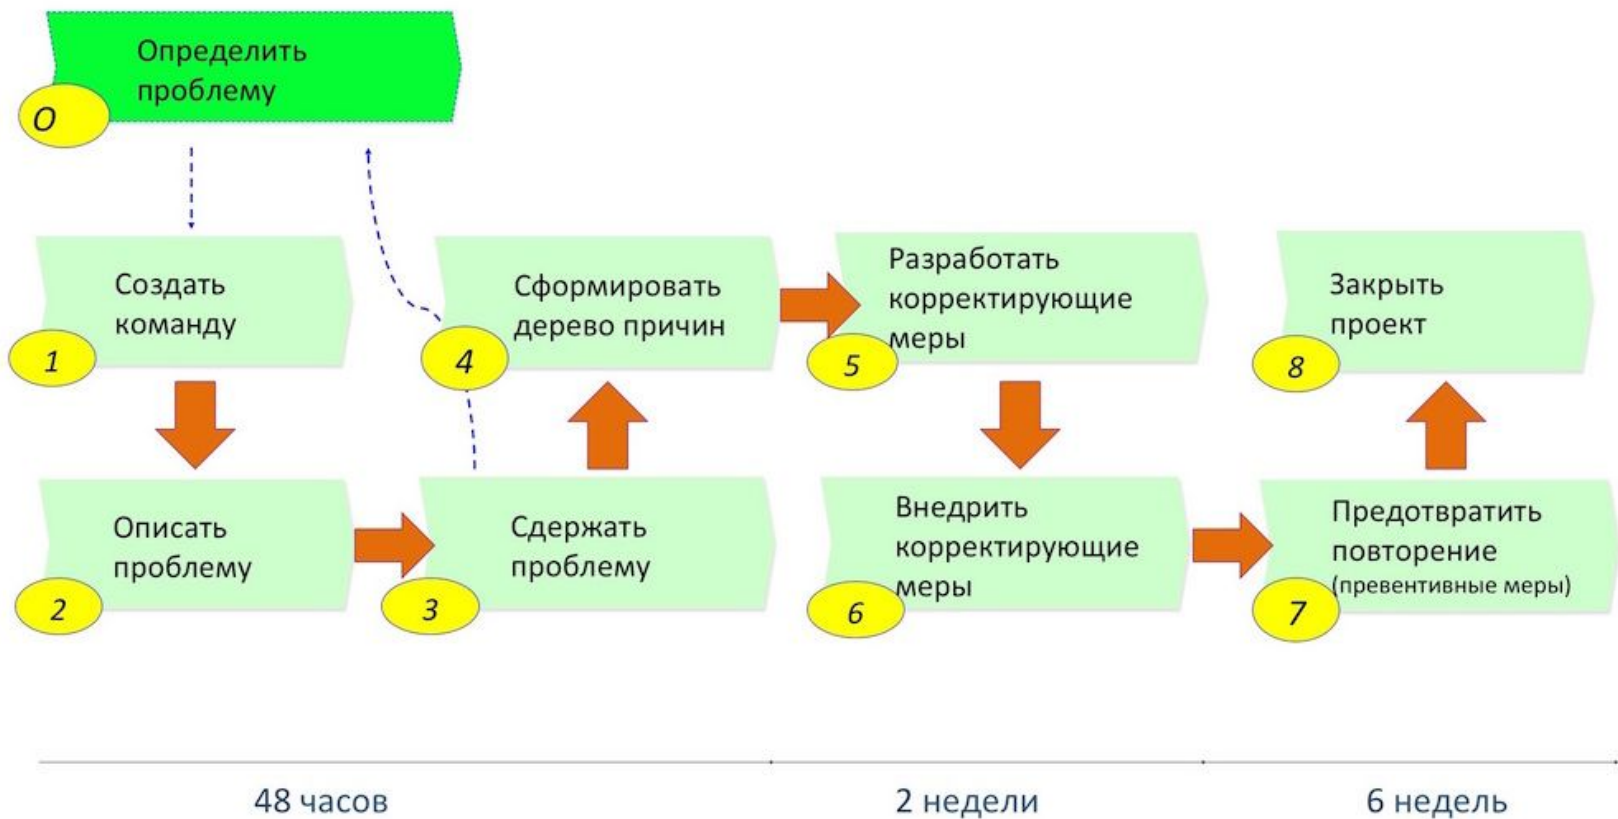 Определить
проблему
О
Создать
команду
1
Описать
проблему
2
Сдержать
проблему
3
Сформировать
дерево причин
4
Разработать
корректирующие
меры
5
Внедрить
корректирующие
меры
6
Предотвратить
повторение
(превентивные меры)
7
Закрыть
проект
8
48 часов
2 недели
6 недель